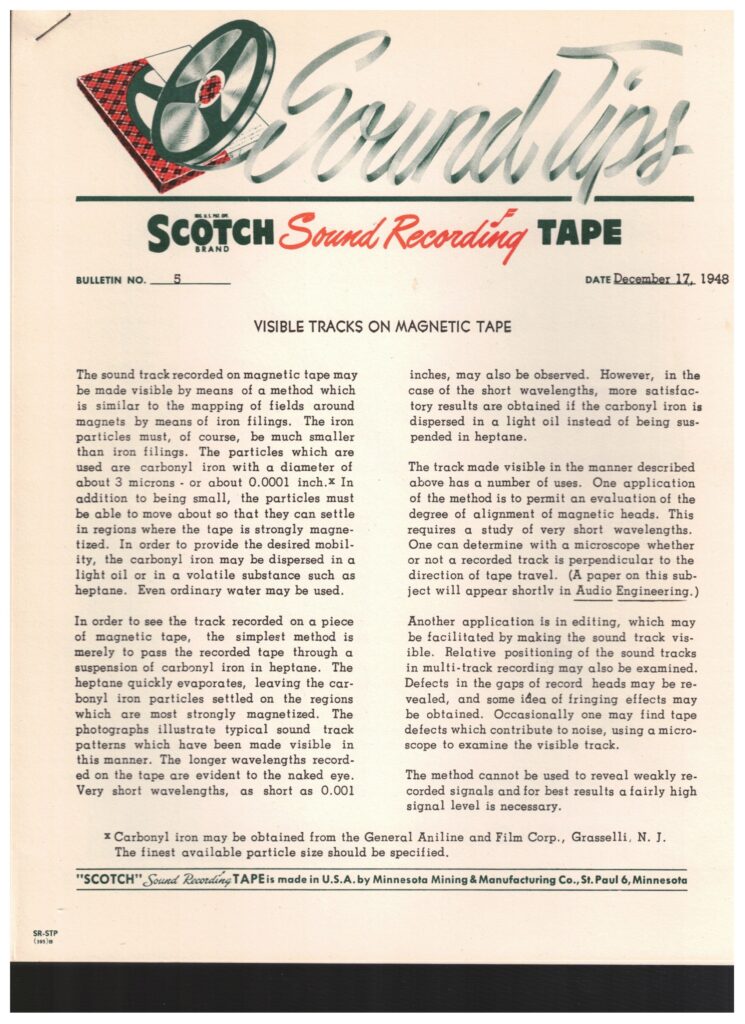 Sound Tips
REG. U.S. PAT. OFF.
SCOTCH Sound Recording TAPE
BRAND
BULLETIN NO. 5
DATE December 17, 1948
VISIBLE TRACKS ON MAGNETIC TAPE
The sound track recorded on magnetic tape may
be made visible by means of a method which
is similar to the mapping of fields around
magnets by means of iron filings. The iron
particles must, of course, be much smaller
than iron filings. The particles which are
used are carbonyl iron with a diameter of
about 3 microns - or about 0.0001 inch.x In
addition to being small, the particles must
be able to move about so that they can settle
in regions where the tape is strongly magne-
tized. In order to provide the desired mobil-
ity, the carbonyl iron may be dispersed in a
light oil or in a volatile substance such as
heptane. Even ordinary water may be used.
In order to see the track recorded on a piece
of magnetic tape, the simplest method is
merely to pass the recorded tape through a
suspension of carbonyl iron in heptane. The
heptane quickly evaporates, leaving the car-
bonyl iron particles settled on the regions
which are most strongly magnetized. The
photographs illustrate typical sound track
patterns which have been made visible in
this manner. The longer wavelengths record-
ed on the tape are evident to the naked eye.
Very short wavelengths, as short as 0.001
inches, may also be observed. However, in the
case of the short wavelengths, more satisfac-
tory results are obtained if the carbonyl iron is
dispersed in a light oil instead of being sus-
pended in heptane.
The track made visible in the manner described
above has a number of uses. One application
of the method is to permit an evaluation of the
degree of alignment of magnetic heads. This
requires a study of very short wavelengths.
One can determine with a microscope whether
or not a recorded track is perpendicular to the
direction of tape travel. (A paper on this sub-
ject will appear shortly in Audio Engineering.)
Another application is in editing, which may
be facilitated by making the sound track vis-
ible. Relative positioning of the sound tracks
in multi-track recording may also be examined.
Defects in the gaps of record heads may be re-
vealed, and some idea of fringing effects may
be obtained. Occasionally one may find tape
defects which contribute to noise, using a micro-
scope to examine the visible track.
The method cannot be used to reveal weakly re-
corded signals and for best results a fairly high
signal level is necessary.
x Carbonyl iron may be obtained from the General Aniline and Film Corp., Grasselli, N. J.
The finest available particle size should be specified.
"SCOTCH" Sound Recording TAPE is made in U.S.A. by Minnesota Mining & Manufacturing Co., St. Paul 6, Minnesota
SR-STP